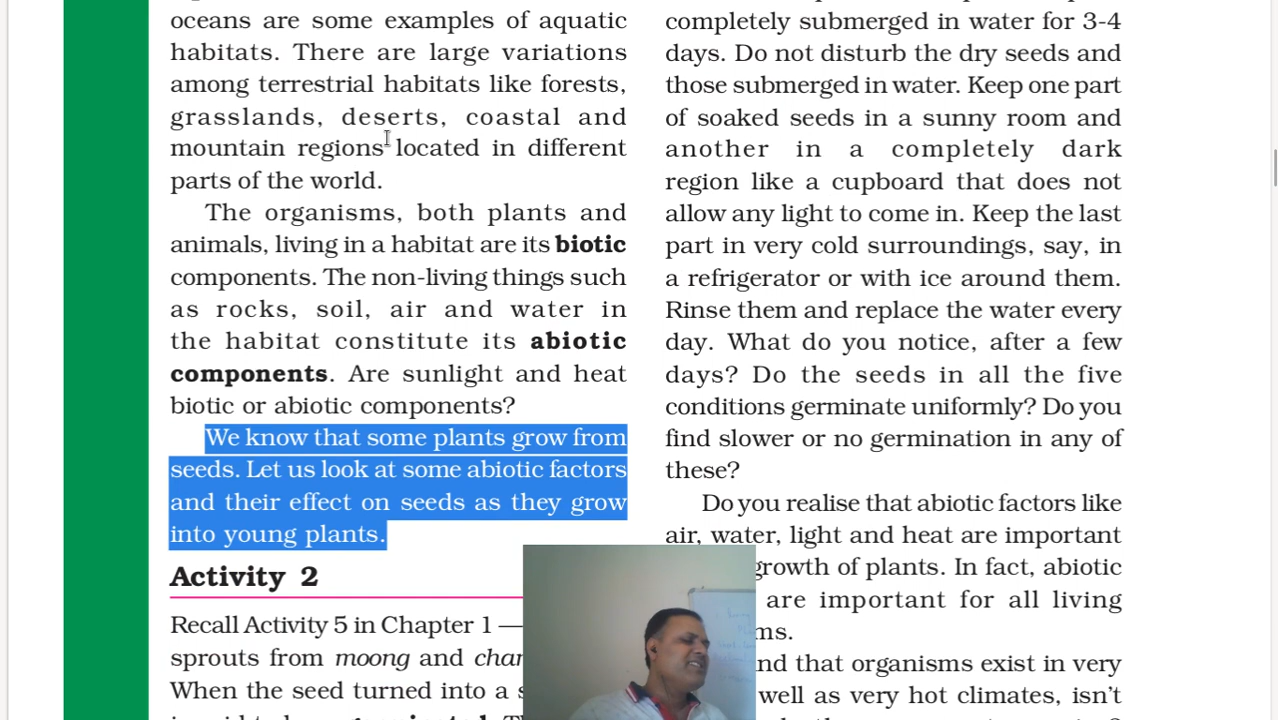 oceans are some examples of aquatic
habitats. There are large variations
among terrestrial habitats like forests,
grasslands, deserts, coastal and
mountain regions located in different
parts of the world.
The organisms, both plants and
animals, living in a habitat are its biotic
components. The non-living things such
as rocks, soil, air and water in
the habitat constitute its abiotic
components. Are sunlight and heat
biotic or abiotic components?
We know that some plants grow from
seeds. Let us look at some abiotic factors
and their effect on seeds as they grow
into young plants.
Activity 2
Recall Activity 5 in Chapter 1 —
sprouts from moong and
When the seed turned into a
completely submerged in water for 3-4
days. Do not disturb the dry seeds and
those submerged in water. Keep one part
of soaked seeds in a sunny room and
another in a completely dark
region like a cupboard that does not
allow any light to come in. Keep the last
part in very cold surroundings, say, in
a refrigerator or with ice around them.
Rinse them and replace the water every
day. What do you notice, after a few
days? Do the seeds in all the five
conditions germinate uniformly? Do you
find slower or no germination in any of
these?
Do you realise that abiotic factors like
air, water, light and heat are important
growth of plants. In fact, abiotic
are important for all living
that organisms exist in very
well as very hot climates, isn't